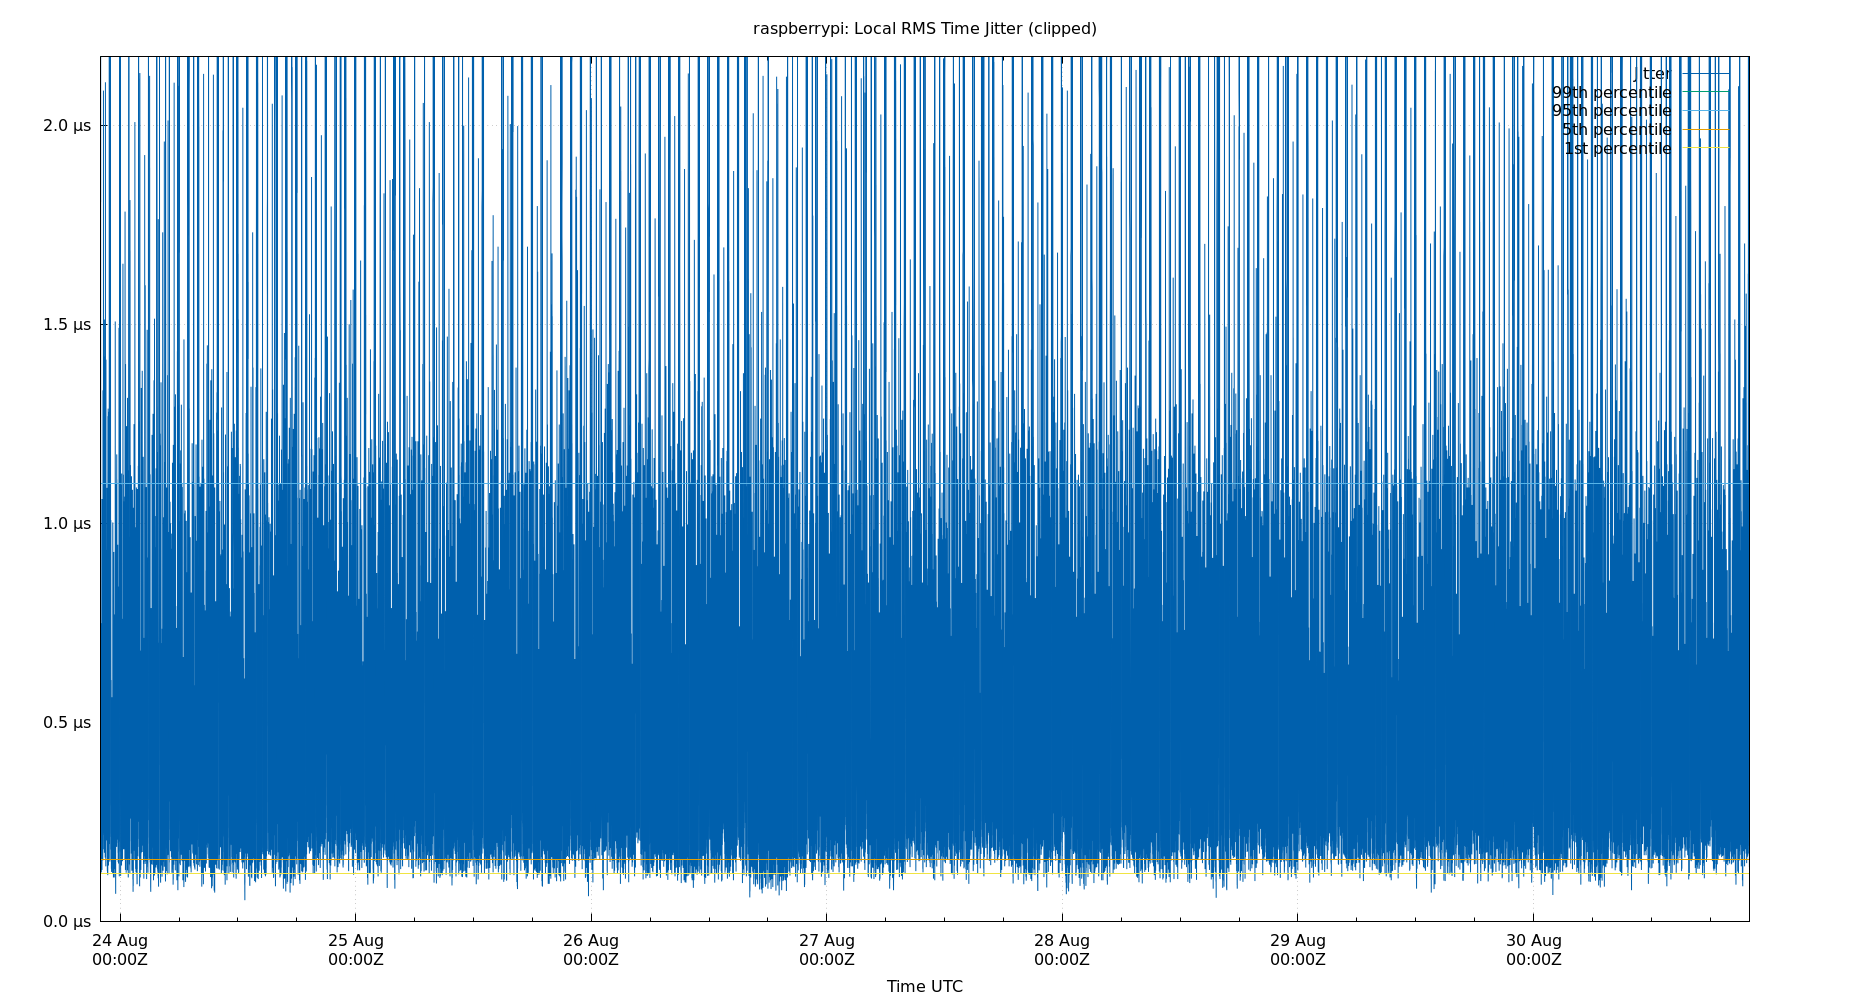 raspberrypi: Local RMS Time Jitter (clipped)
jitter
99th percentile
95th percentile
5th percentile
1st percentile
2.0 µs
1.5 µs
1.0 µs
0.5 µs
0.0 µs
24 Aug 25 Aug 26 Aug 27 Aug 28 Aug 29 Aug 30 Aug
00:00Z 00:00Z 00:00Z 00:00Z 00:00Z 00:00Z 00:00Z
Time UTC